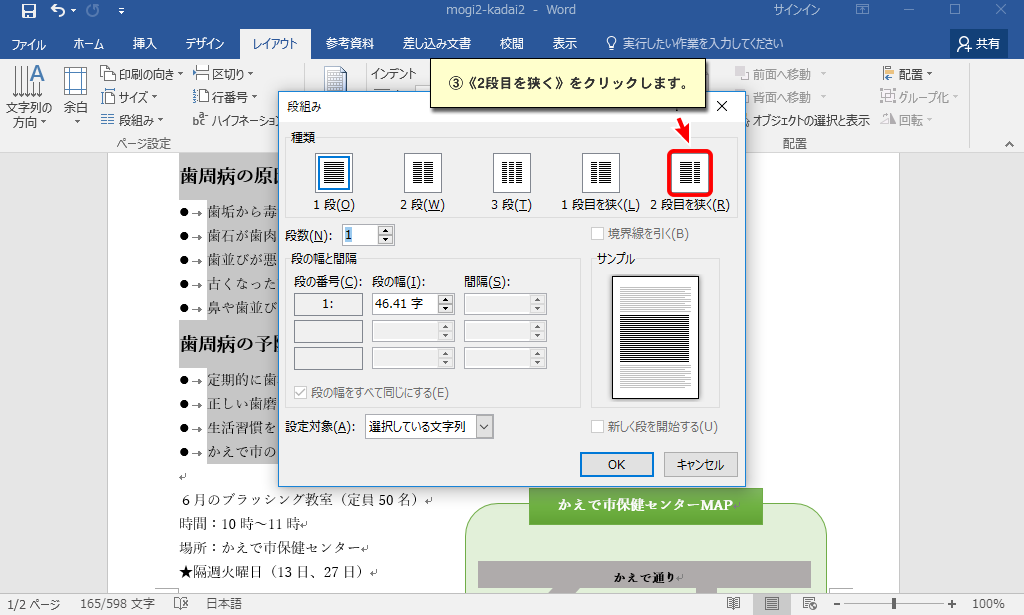 mogi2-kadai2 - Word
サインイン
ファイル ホーム 挿入 デザイン レイアウト 参考資料 差し込み文書 校閲 表示 実行したい作業を入力してください 共有
文字列の方向
余白
印刷の向き
サイズ
段組み
区切り
行番号
ハイフネーション
ページ設定
インデント
③《2段目を狭く》をクリックします。
前面へ移動
背面へ移動
オブジェクトの選択と表示
配置
グループ化
回転
配置
段組み
種類
1 段(O) 2 段(W) 3 段(T) 1 段目を狭く(L) 2 段目を狭く(R)
段数(N): 1
境界線を引く(B)
段の幅と間隔
段の番号(C): 段の幅(I): 間隔(S):
1: 46.41 字
段の幅をすべて同じにする(E)
サンプル
設定対象(A): 選択している文字列
新しく段を開始する(U)
OK キャンセル
歯周病の原
●→歯垢から毒
●→歯石が歯肉
●→歯並びが悪
●→古くなった
●→鼻や歯並び
歯周病の予
●→定期的に歯
●→正しい歯磨
●→生活習慣を
●→かえで市の
6月のブラッシング教室(定員 50 名)
時間:10 時~11 時
場所:かえで市保健センター
★隔週火曜日(13 日、27 日)
かえで市保健センターMAP
かえで通り
1/2 ページ 165/598 文字 日本語 100%